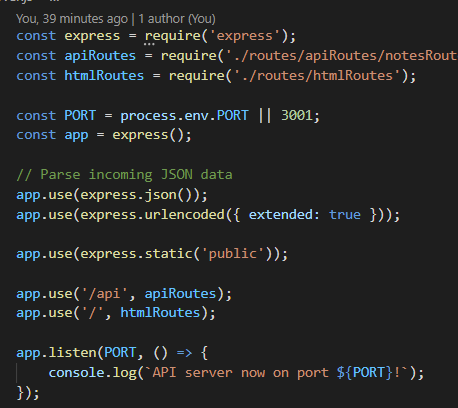 You, 39 minutes ago | 1 author (You)
const express = require('express');
const apiRoutes = require('./routes/apiRoutes/notesRout
const htmlRoutes = require('./routes/htmlRoutes');
const PORT = process.env.PORT || 3001;
const app = express();
// Parse incoming JSON data
app.use(express.json());
app.use(express.urlencoded({ extended: true }));
app.use(express.static('public'));
app.use('/api', apiRoutes);
app.use('/', htmlRoutes);
app.listen(PORT, () => {
    console.log(`API server now on port ${PORT}!`);
});